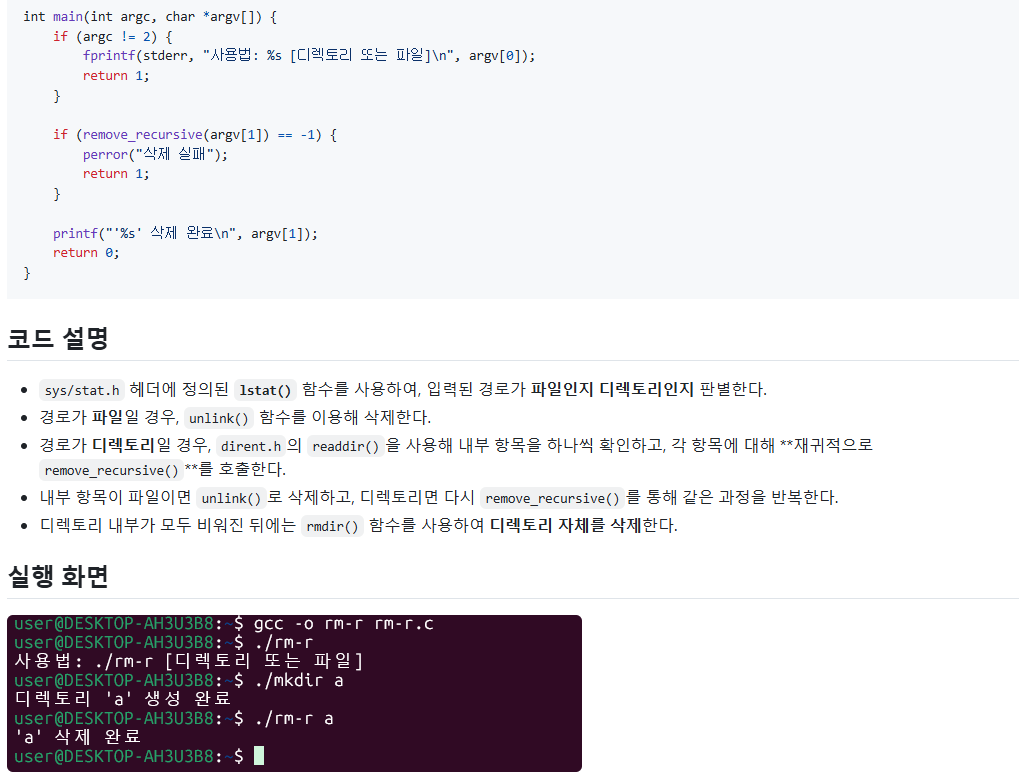 int main(int argc, char *argv[]) {
    if (argc != 2) {
        fprintf(stderr, "사용법: %s [디렉토리 또는 파일]\n", argv[0]);
        return 1;
    }

    if (remove_recursive(argv[1]) == -1) {
        perror("삭제 실패");
        return 1;
    }

    printf("'%s' 삭제 완료\n", argv[1]);
    return 0;
}
코드 설명
• sys/stat.h 헤더에 정의된 lstat() 함수를 사용하여, 입력된 경로가 파일인지 디렉토리인지 판별한다.
• 경로가 파일일 경우, unlink() 함수를 이용해 삭제한다.
• 경로가 디렉토리일 경우, dirent.h 의 readdir() 을 사용해 내부 항목을 하나씩 확인하고, 각 항목에 대해 **재귀적으로
remove_recursive() **를 호출한다.
• 내부 항목이 파일이면 unlink() 로 삭제하고, 디렉토리면 다시 remove_recursive() 를 통해 같은 과정을 반복한다.
• 디렉토리 내부가 모두 비워진 뒤에는 rmdir() 함수를 사용하여 디렉토리 자체를 삭제한다.
실행 화면
user@DESKTOP-AH3U3B8:~$ gcc -o rm-r rm-r.c
user@DESKTOP-AH3U3B8:~$ ./rm-r
사용법: ./rm-r [디렉토리 또는 파일]
user@DESKTOP-AH3U3B8:~$ ./mkdir a
디렉토리 'a' 생성 완료
user@DESKTOP-AH3U3B8:~$ ./rm-r a
'a' 삭제 완료
user@DESKTOP-AH3U3B8:~$